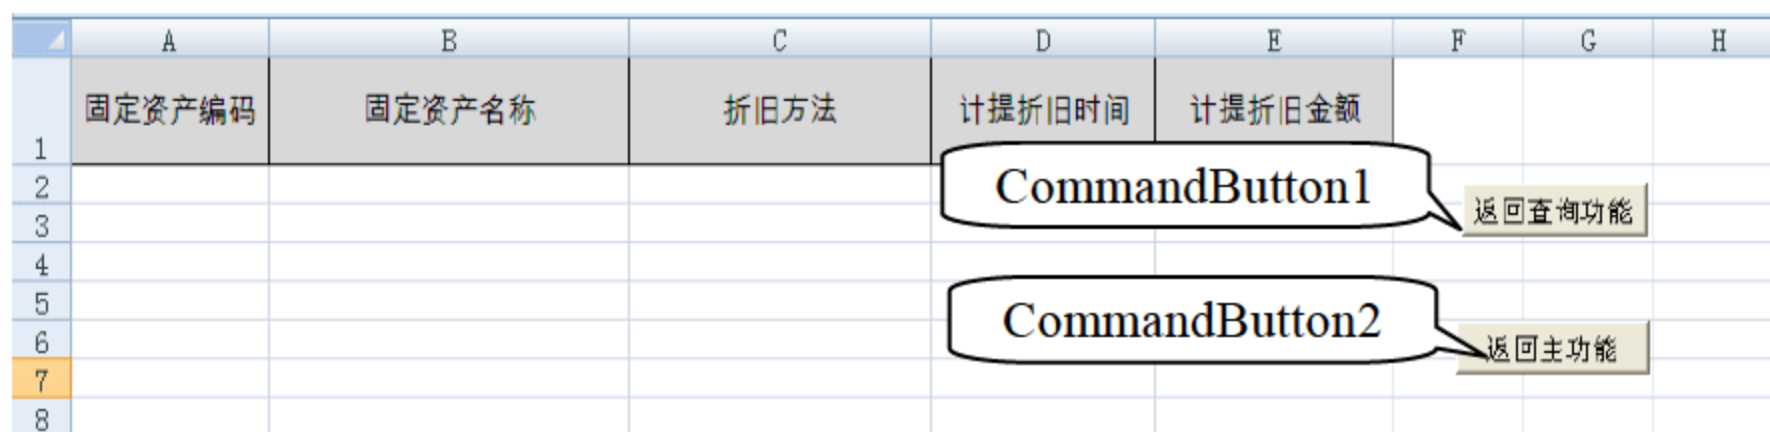 A B C D E F G H
1 固定资产编码 固定资产名称 折旧方法 计提折旧时间 计提折旧金额
2 CommandButton1
3 返回查询功能
4
5 CommandButton2
6 返回主功能
7
8